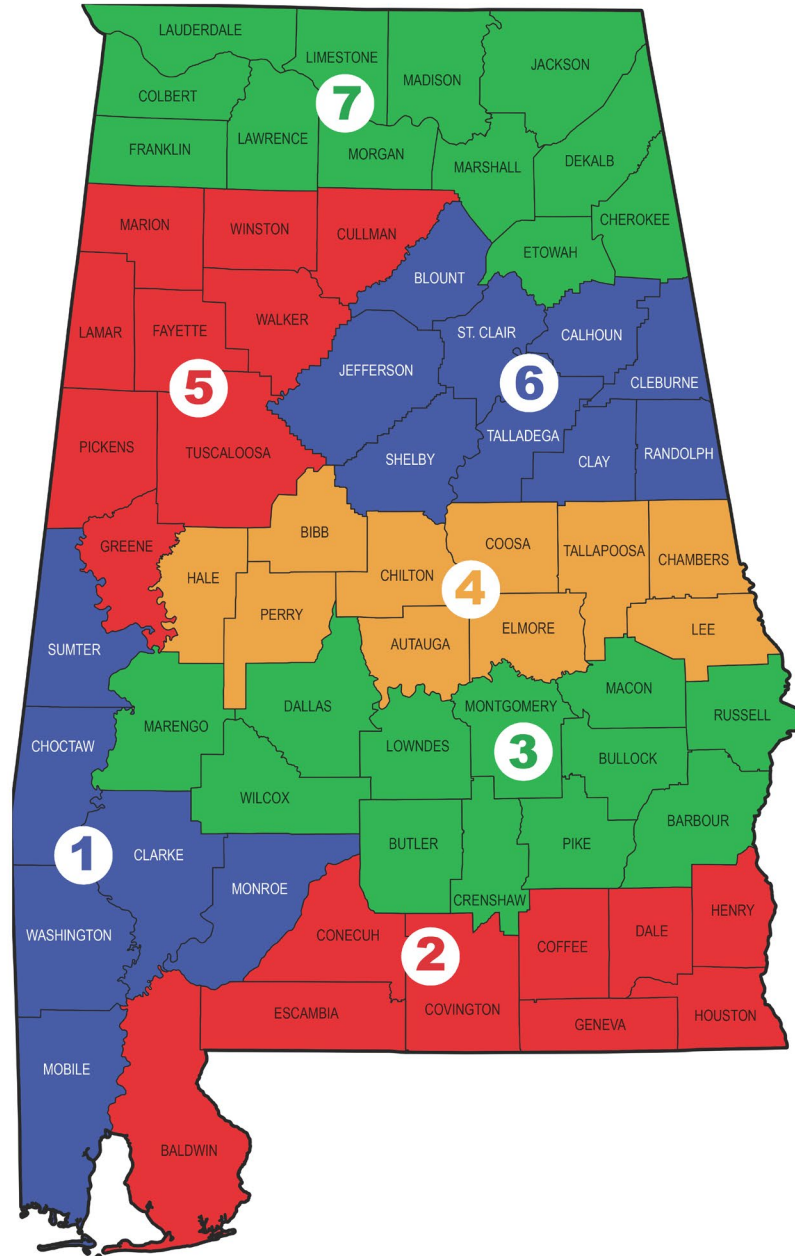 LAUDERDALE
LIMESTONE
MADISON
JACKSON
COLBERT
7
LAWRENCE
FRANKLIN
MORGAN
MARSHALL
DEKALB
CHEROKEE
MARION
WINSTON
CULLMAN
ETOWAH
BLOUNT
LAMAR
FAYETTE
WALKER
ST. CLAIR
CALHOUN
JEFFERSON
5
6
CLEBURNE
PICKENS
TUSCALOOSA
SHELBY
TALLADEGA
CLAY
RANDOLPH
GREENE
BIBB
COOSA
TALLAPOOSA
CHAMBERS
HALE
CHILTON
4
PERRY
SUMTER
AUTAUGA
ELMORE
LEE
MACON
MARENGO
DALLAS
MONTGOMERY
RUSSELL
CHOCTAW
LOWNDES
3
BULLOCK
WILCOX
BARBOUR
1
CLARKE
BUTLER
PIKE
MONROE
CRENSHAW
HENRY
WASHINGTON
CONECUH
2
COFFEE
DALE
ESCAMBIA
COVINGTON
GENEVA
HOUSTON
MOBILE
BALDWIN